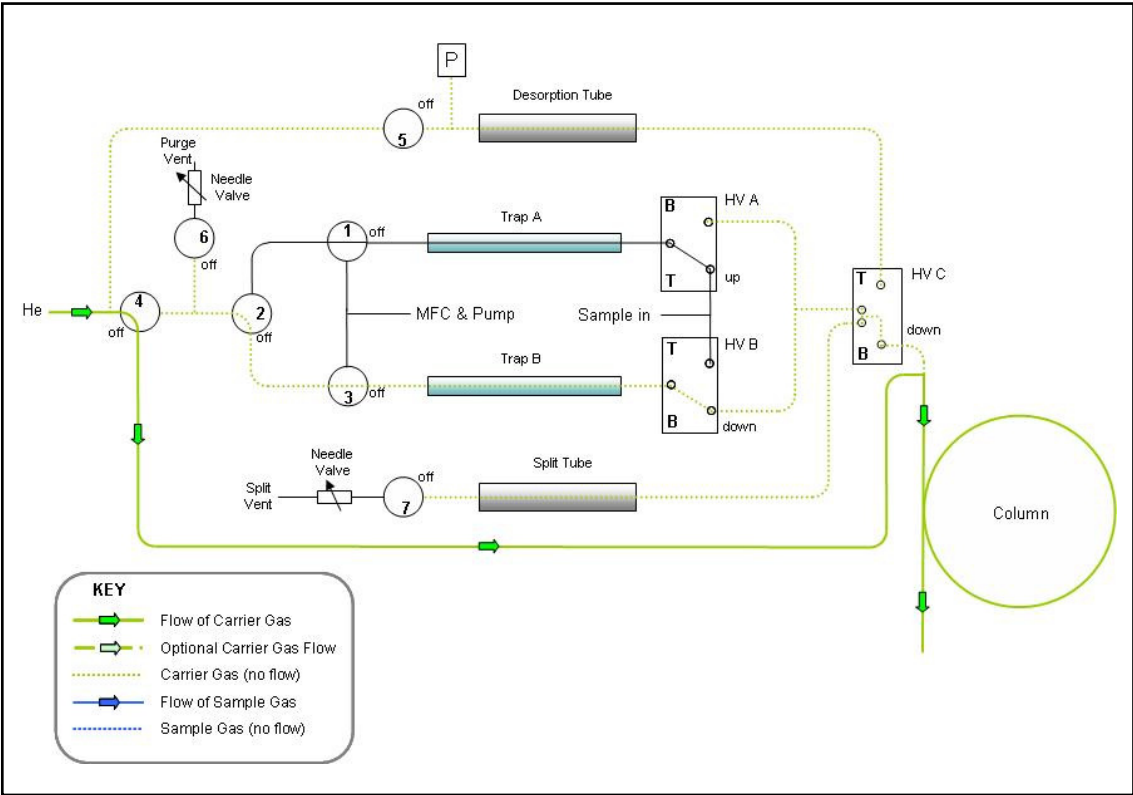 P
off
Desorption Tube
5
Purge
Vent
Needle
Valve
B
HV A
Trap A
1
off
6
off
T
up
T
HV C
He
4
off
2
off
MFC & Pump
Sample in
down
B
T
HV B
Trap B
3
off
B
down
Needle
Valve
off
Split Tube
Split
Vent
7
Column
KEY
Flow of Carrier Gas
Optional Carrier Gas Flow
Carrier Gas (no flow)
Flow of Sample Gas
Sample Gas (no flow)